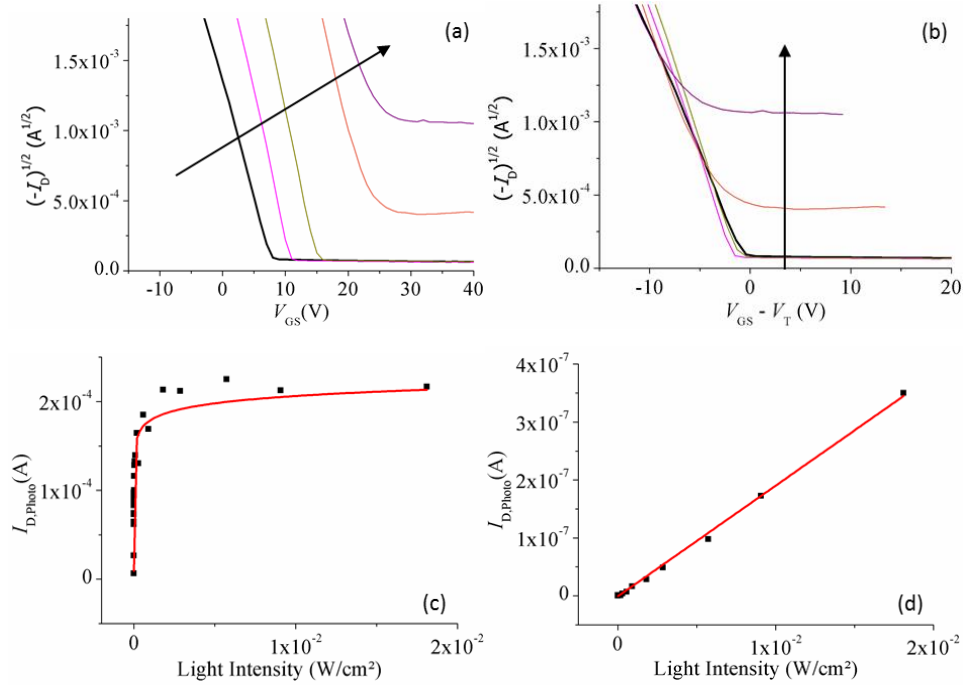 (a)
(-I_D)^{1/2} (A^{1/2})
1.5x10⁻³
1.0x10⁻³
5.0x10⁻⁴
0.0
-10 0 10 20 30 40
V_GS(V)
(b)
(-I_D)^{1/2} (A^{1/2})
1.5x10⁻³
1.0x10⁻³
5.0x10⁻⁴
0.0
-10 0 10 20
V_GS - V_T (V)
(c)
I_D,Photo(A)
2x10⁻⁴
1x10⁻⁴
0
0 1x10⁻² 2x10⁻²
Light Intensity (W/cm²)
(d)
I_D,Photo(A)
4x10⁻⁷
3x10⁻⁷
2x10⁻⁷
1x10⁻⁷
0
0 1x10⁻² 2x10⁻²
Light Intensity (W/cm²)